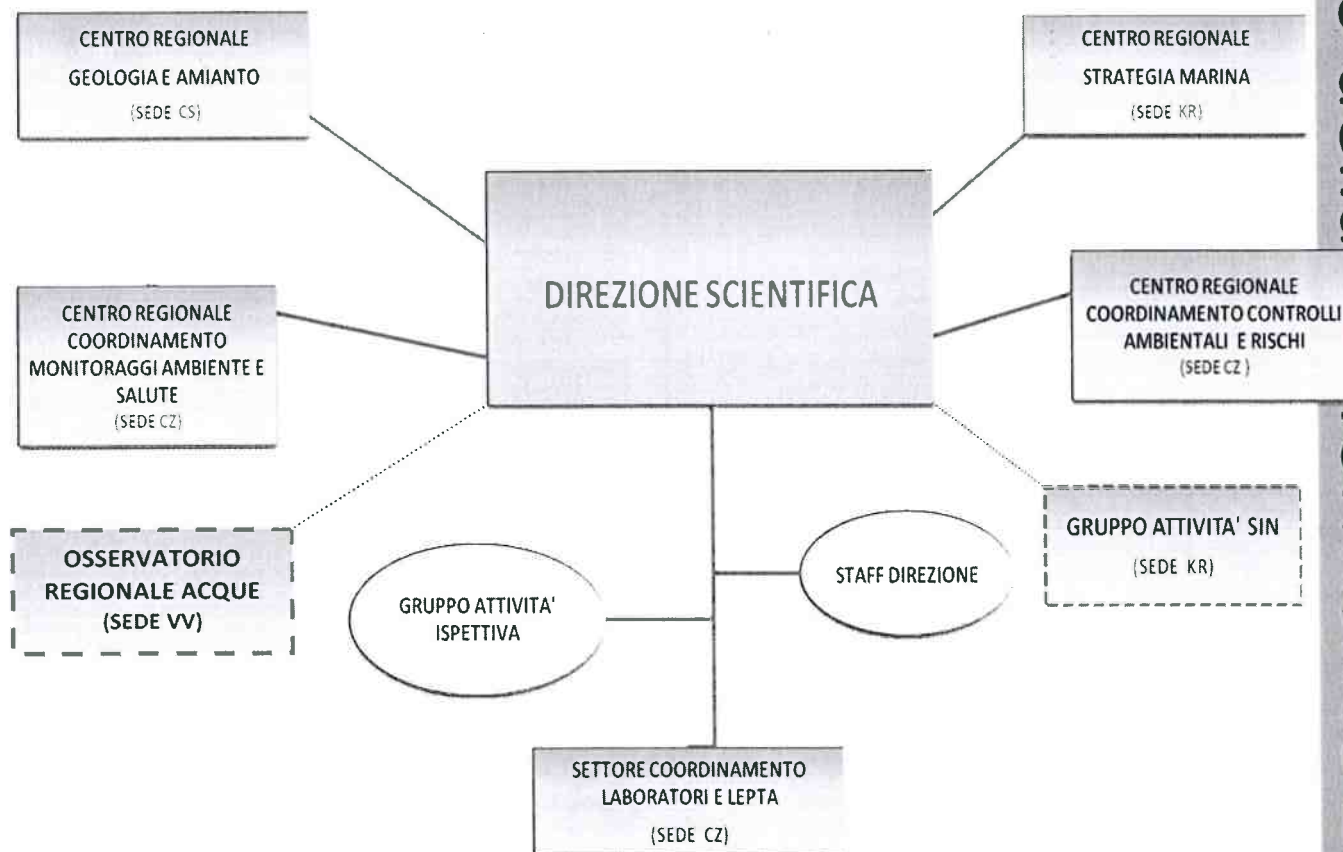 CENTRO REGIONALE
GEOLOGIA E AMIANTO
(SEDE CS)
CENTRO REGIONALE
STRATEGIA MARINA
(SEDE KR)
DIREZIONE SCIENTIFICA
CENTRO REGIONALE
COORDINAMENTO
MONITORAGGI AMBIENTE E
SALUTE
(SEDE CZ)
CENTRO REGIONALE
COORDINAMENTO CONTROLLI
AMBIENTALI E RISCHI
(SEDE CZ )
OSSERVATORIO
REGIONALE ACQUE
(SEDE VV)
GRUPPO ATTIVITA'
ISPETTIVA
STAFF DIREZIONE
GRUPPO ATTIVITA' SIN
(SEDE KR)
SETTORE COORDINAMENTO
LABORATORI E LEPTA
(SEDE CZ)